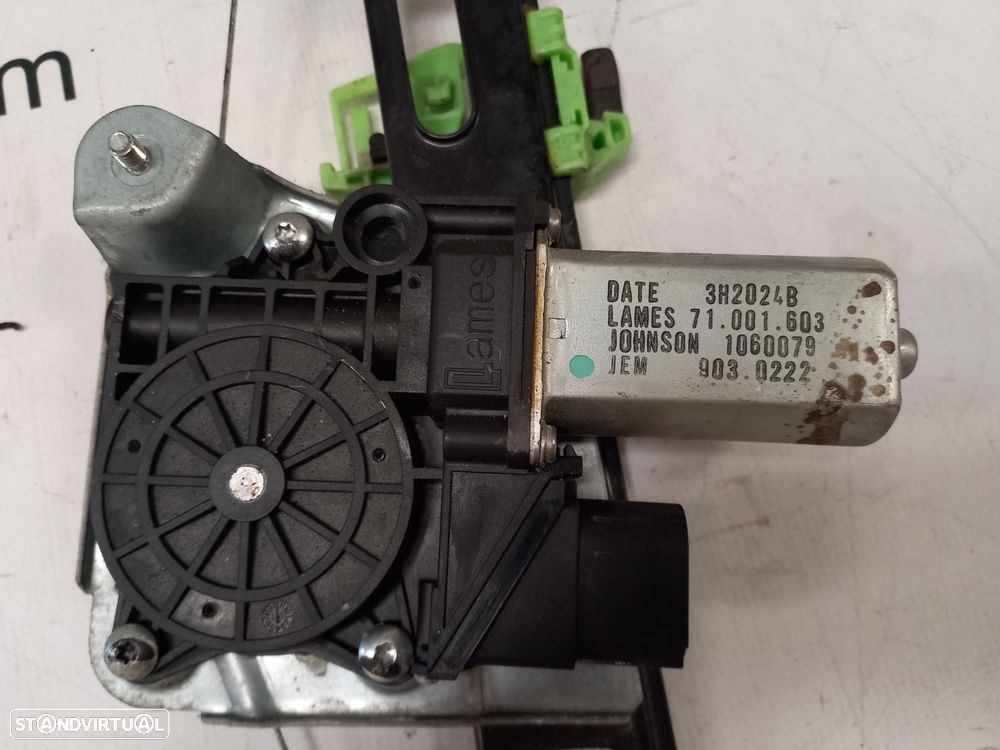 m
Lames
DATE 3H2024B
LAMES 71.001.603
JOHNSON 1060079
JEM 903.0222
STANDVIRTUAL